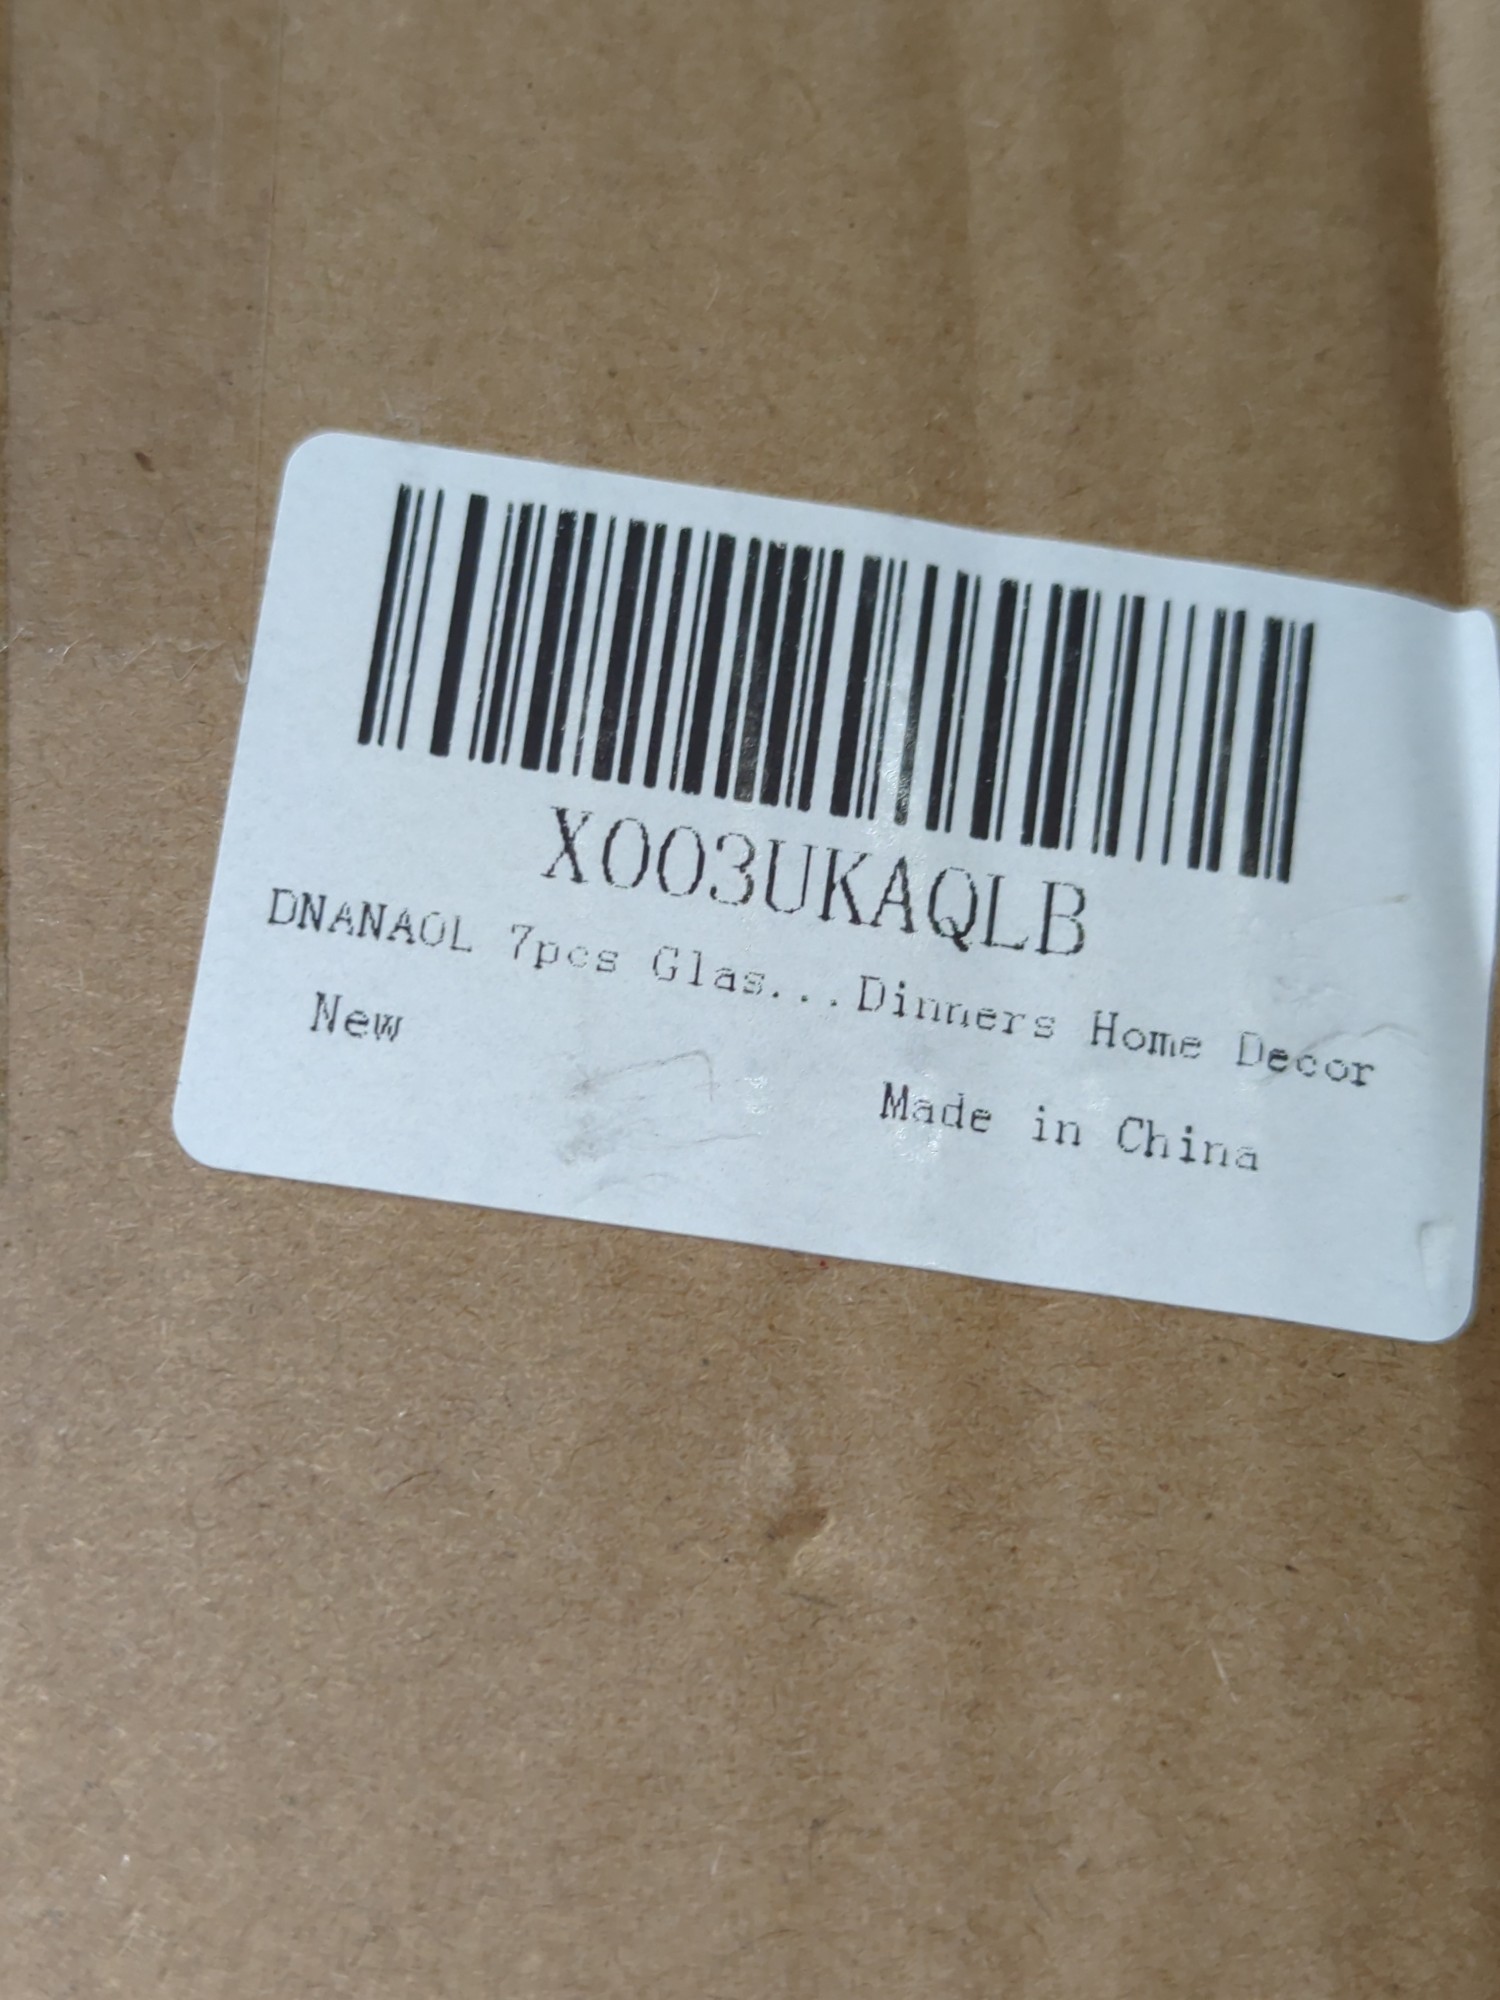 X003UKAQLB
DNANAOL 7pcs Glas...Dinners Home Decor
New
Made in China